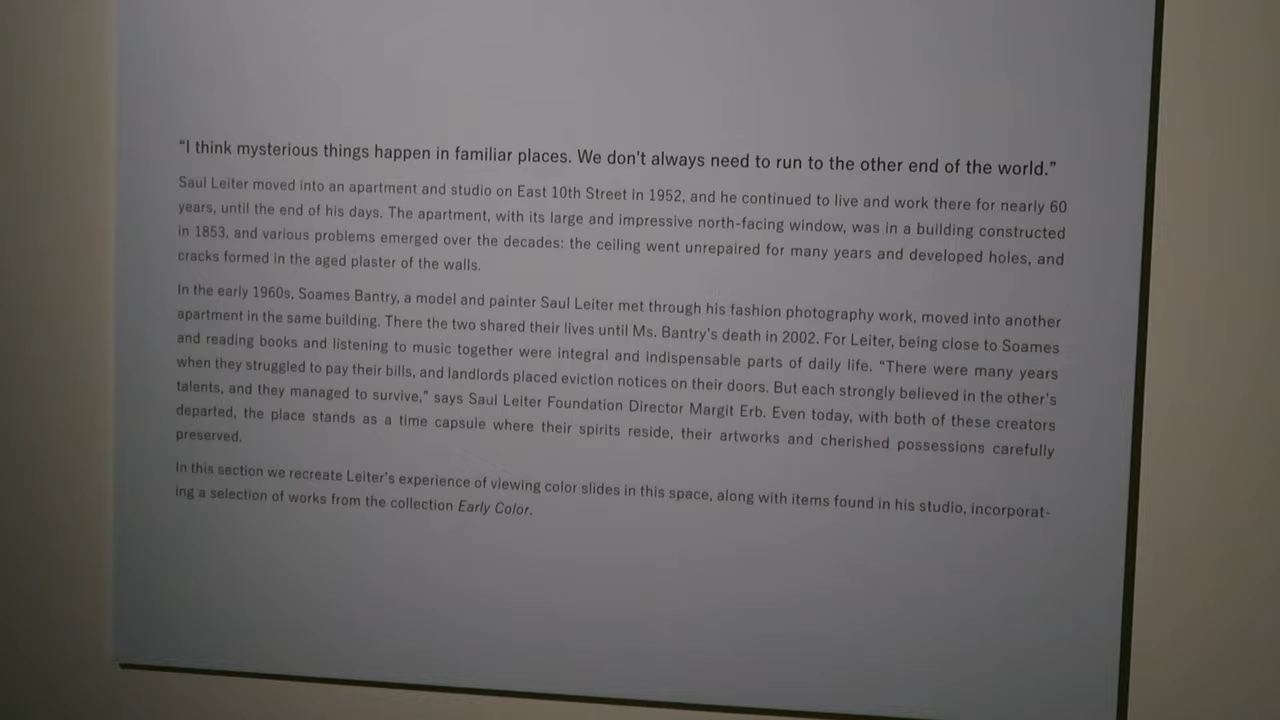 “I think mysterious things happen in familiar places. We don't always need to run to the other end of the world.”
Saul Leiter moved into an apartment and studio on East 10th Street in 1952, and he continued to live and work there for nearly 60
years, until the end of his days. The apartment, with its large and impressive north-facing window, was in a building constructed
in 1853, and various problems emerged over the decades: the ceiling went unrepaired for many years and developed holes, and
cracks formed in the aged plaster of the walls.
In the early 1960s, Soames Bantry, a model and painter Saul Leiter met through his fashion photography work, moved into another
apartment in the same building. There the two shared their lives until Ms. Bantry's death in 2002. For Leiter, being close to Soames
and reading books and listening to music together were integral and indispensable parts of daily life. “There were many years
when they struggled to pay their bills, and landlords placed eviction notices on their doors. But each strongly believed in the other's
talents, and they managed to survive,” says Saul Leiter Foundation Director Margit Erb. Even today, with both of these creators
departed, the place stands as a time capsule where their spirits reside, their artworks and cherished possessions carefully
preserved.
In this section we recreate Leiter's experience of viewing color slides in this space, along with items found in his studio, incorporat-
ing a selection of works from the collection Early Color.